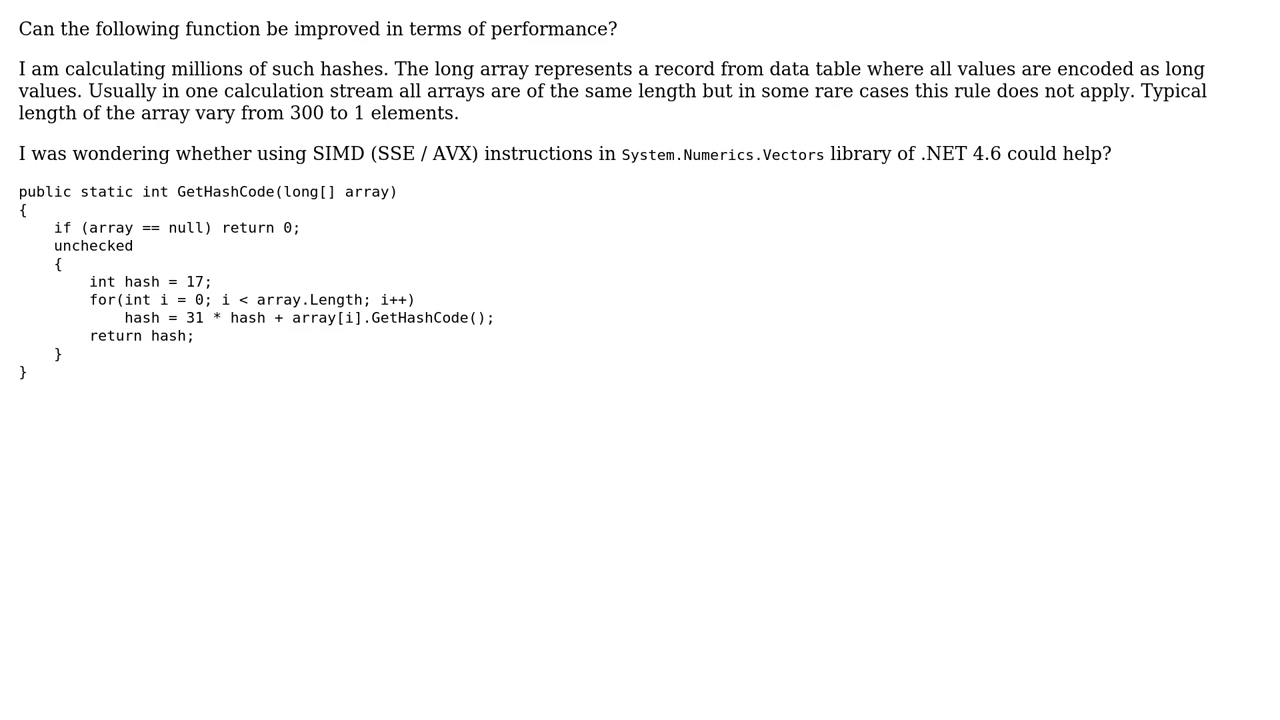 Can the following function be improved in terms of performance?
I am calculating millions of such hashes. The long array represents a record from data table where all values are encoded as long
values. Usually in one calculation stream all arrays are of the same length but in some rare cases this rule does not apply. Typical
length of the array vary from 300 to 1 elements.
I was wondering whether using SIMD (SSE / AVX) instructions in System.Numerics.Vectors library of .NET 4.6 could help?
public static int GetHashCode(long[] array)
{
    if (array == null) return 0;
    unchecked
    {
        int hash = 17;
        for(int i = 0; i < array.Length; i++)
            hash = 31 * hash + array[i].GetHashCode();
        return hash;
    }
}